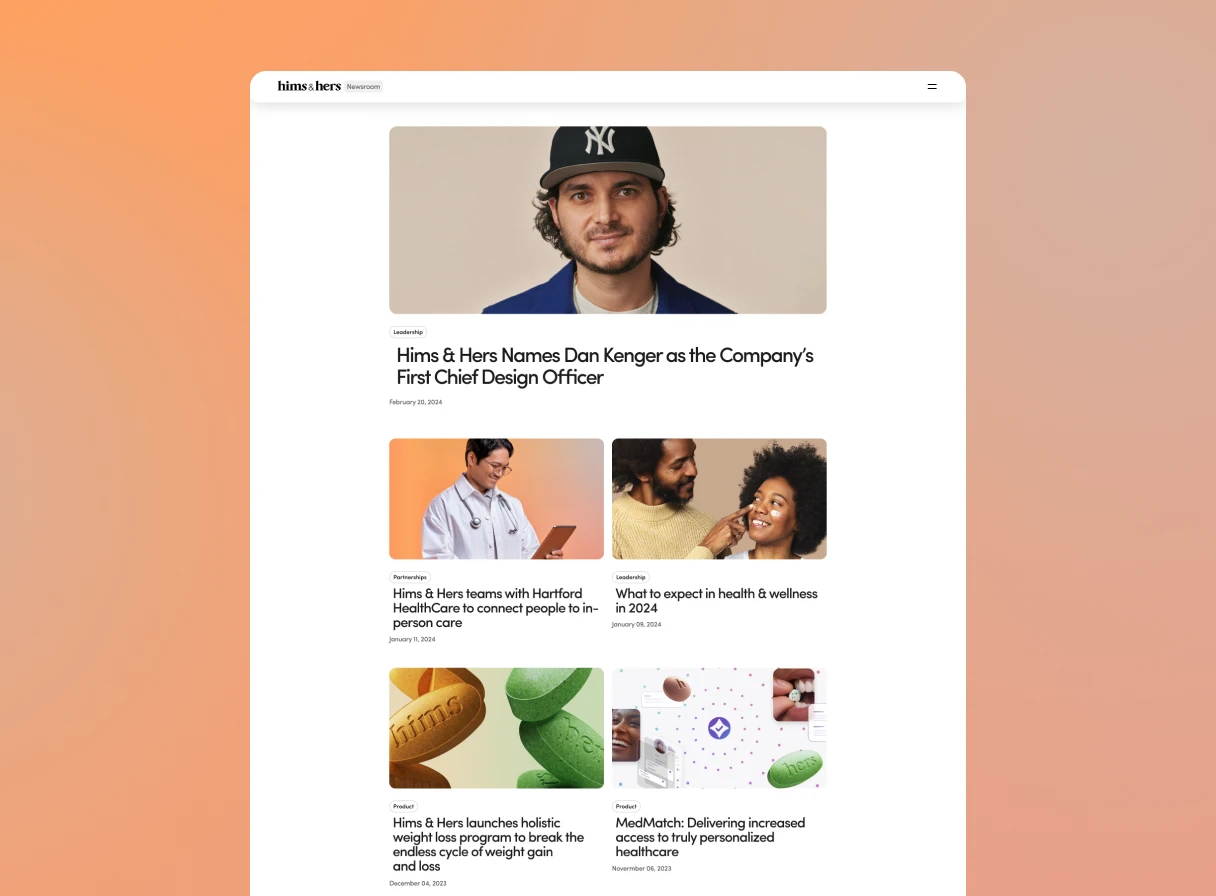 hims & hers Newsroom
NY
Leadership
Hims & Hers Names Dan Kenger as the Company's
First Chief Design Officer
February 20, 2024
Partnerships
Hims & Hers teams with Hartford
HealthCare to connect people to in-
person care
January 11, 2024
Leadership
What to expect in health & wellness
in 2024
January 09, 2024
hims
hers
Product
Hims & Hers launches holistic
weight loss program to break the
endless cycle of weight gain
and loss
December 04, 2023
Product
MedMatch: Delivering increased
access to truly personalized
healthcare
Novermber 06, 2023